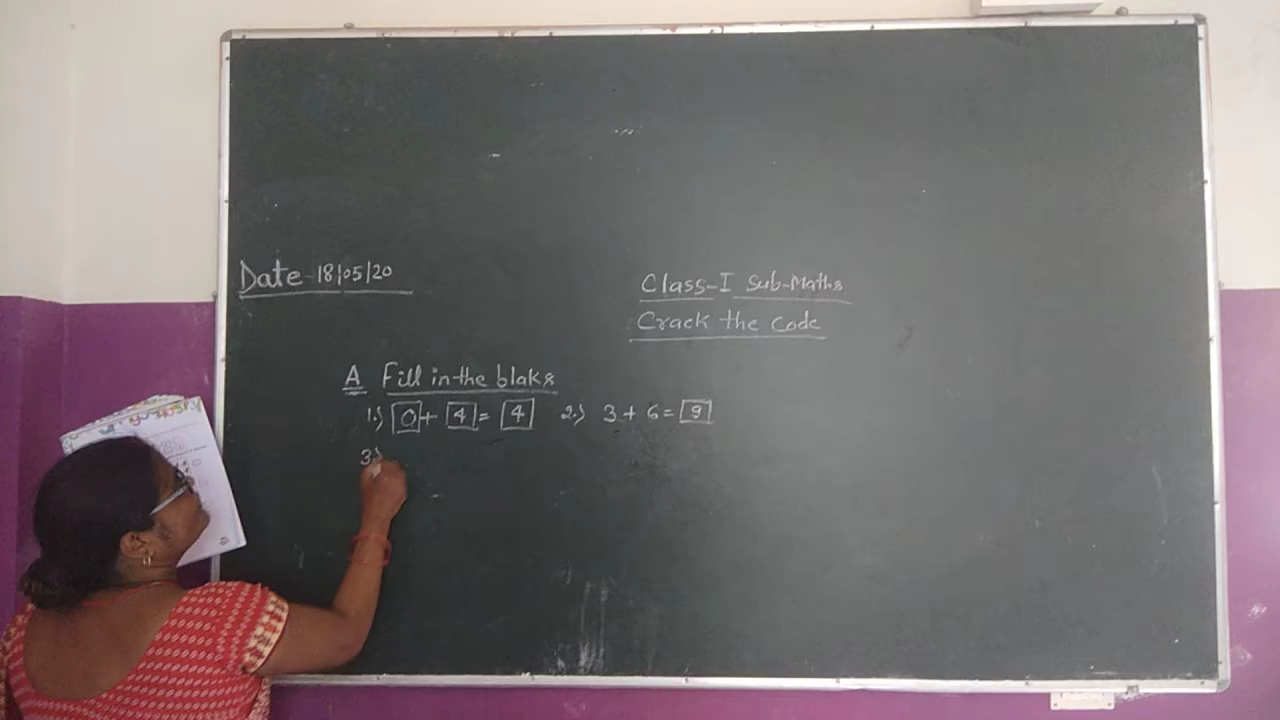 Date - 18/05/20
Class-I Sub-Maths
Crack the Code
A Fill in the blaks
1.) 0 + 4 = 4 2.) 3 + 6 = 9
3.)